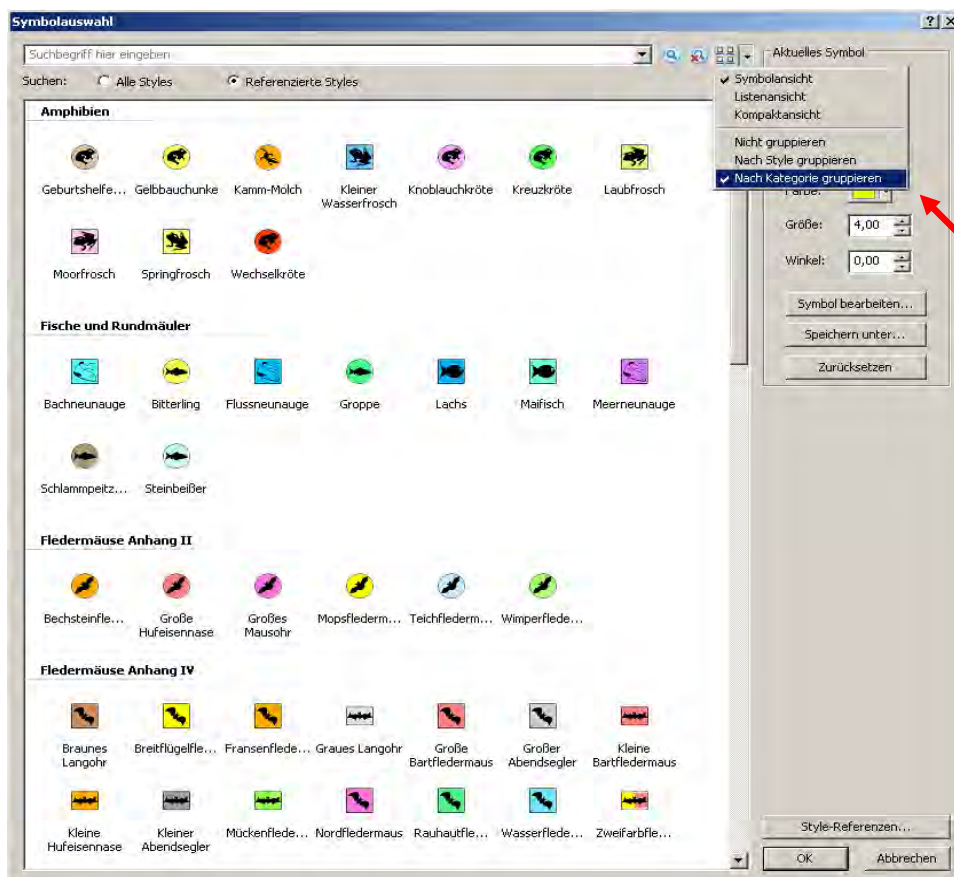 Symbolauswahl
Suchbegriff hier eingeben
Suchen: Alle Styles Referenzierte Styles
Aktuelles Symbol
Symbolansicht
Listenansicht
Kompaktansicht
Nicht gruppieren
Nach Style gruppieren
Nach Kategorie gruppieren
Farbe:
Größe: 4,00
Winkel: 0,00
Symbol bearbeiten...
Speichern unter...
Zurücksetzen
Amphibien
Geburtshelfe... Gelbbauchunke Kamm-Molch Kleiner Knoblauchkröte Kreuzkröte Laubfrosch
Wasserfrosch
Moorfrosch Springfrosch Wechselkröte
Fische und Rundmäuler
Bachneunauge Bitterling Flussneunauge Groppe Lachs Maifisch Meerneunauge
Schlammpeitz... Steinbeißer
Fledermäuse Anhang II
Bechsteinfle... Große Großes Mopsflederm... Teichflederm... Wimperflede...
Hufeisennase Mausohr
Fledermäuse Anhang IV
Braunes Breitflügelfle... Fransenflede... Graues Langohr Große Großer Kleine
Langohr Bartfledermaus Abendsegler Bartfledermaus
Kleine Kleiner Mückenflede... Nordfledermaus Rauhautfle... Wasserflede... Zweifarbfle...
Hufeisennase Abendsegler
Style-Referenzen...
OK Abbrechen